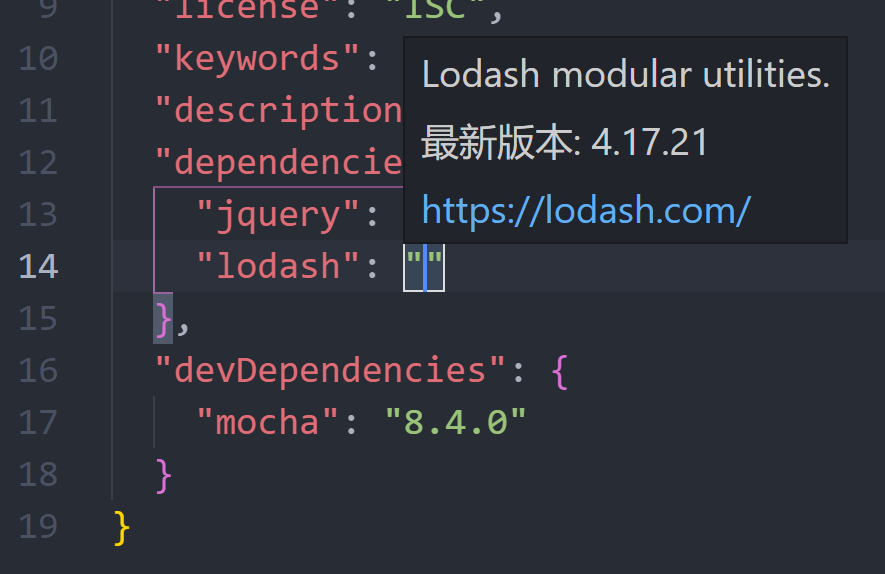 9 "license": "ISC",
10 "keywords":
11 "description
12 "dependencie
13 "jquery":
14 "lodash": ""
15 },
16 "devDependencies": {
17 "mocha": "8.4.0"
18 }
19 }
Lodash modular utilities.
最新版本: 4.17.21
https://lodash.com/